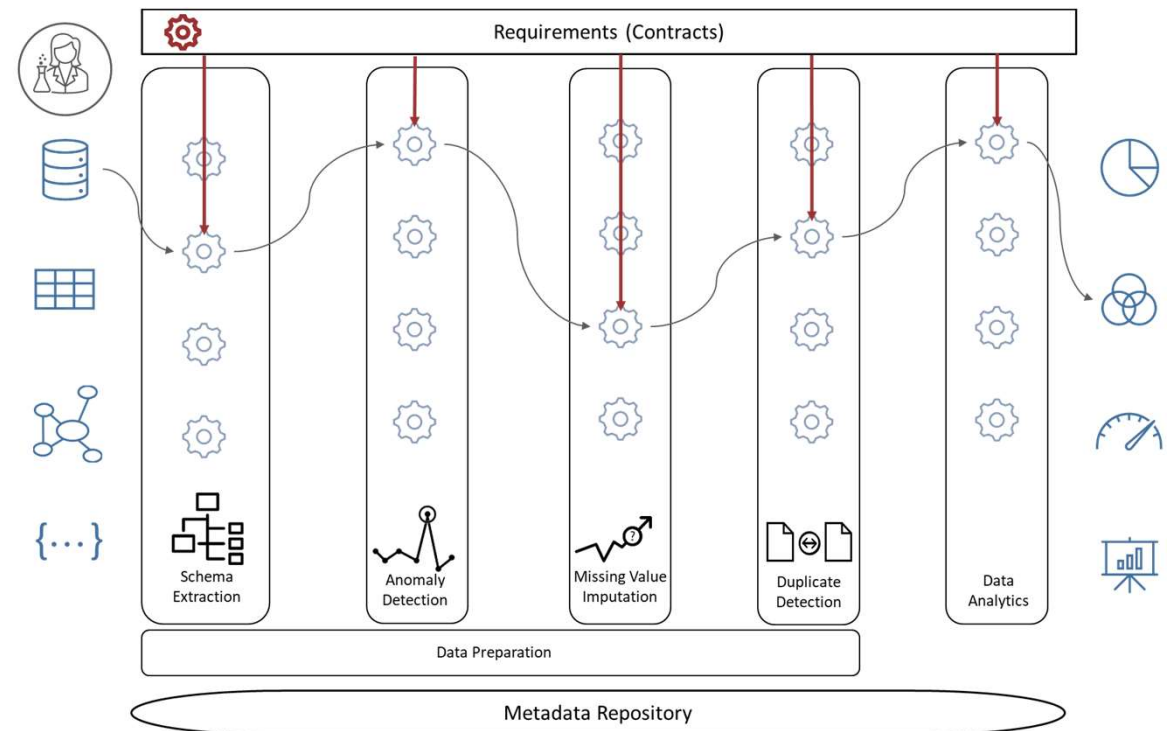 Requirements (Contracts)
{...}
Schema
Extraction
Anomaly
Detection
?
Missing Value
Imputation
Duplicate
Detection
Data
Analytics
Data Preparation
Metadata Repository